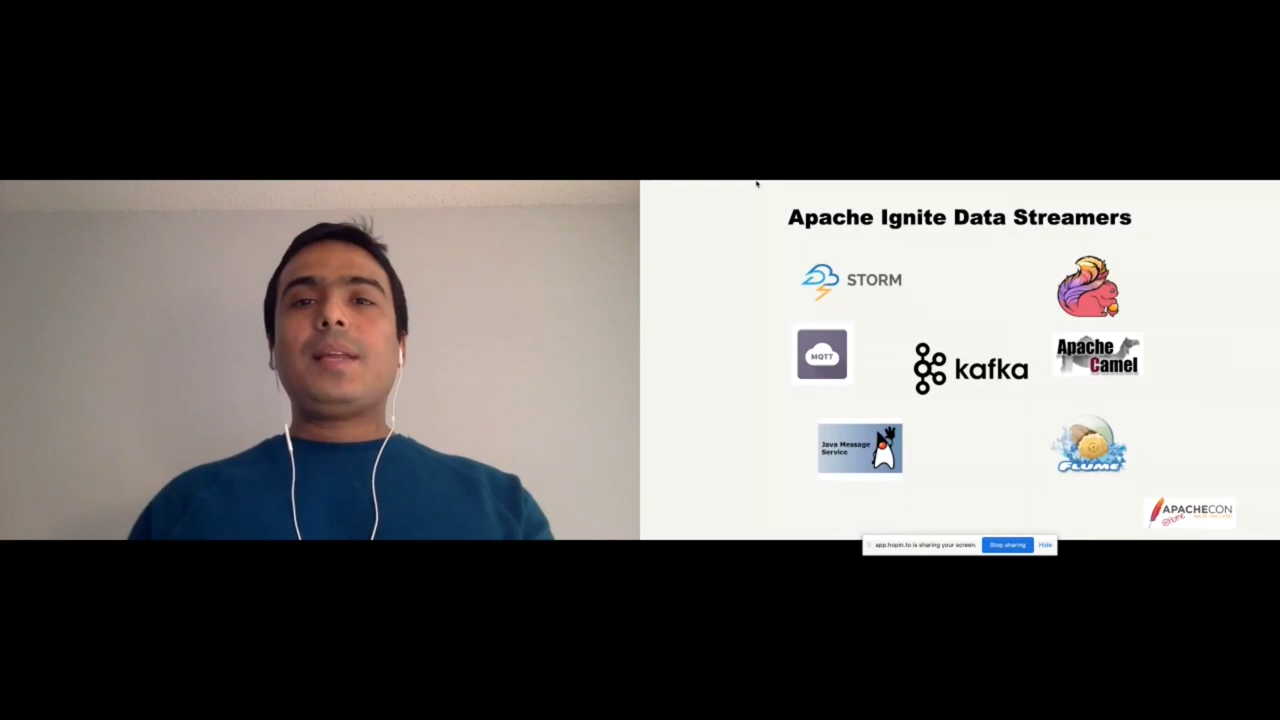 Apache Ignite Data Streamers
STORM
MQTT
kafka
Apache
Camel
Java Message
Service
FLUME
APACHECON
@Home
app.hopin.to is sharing your screen.
Stop sharing
Hide